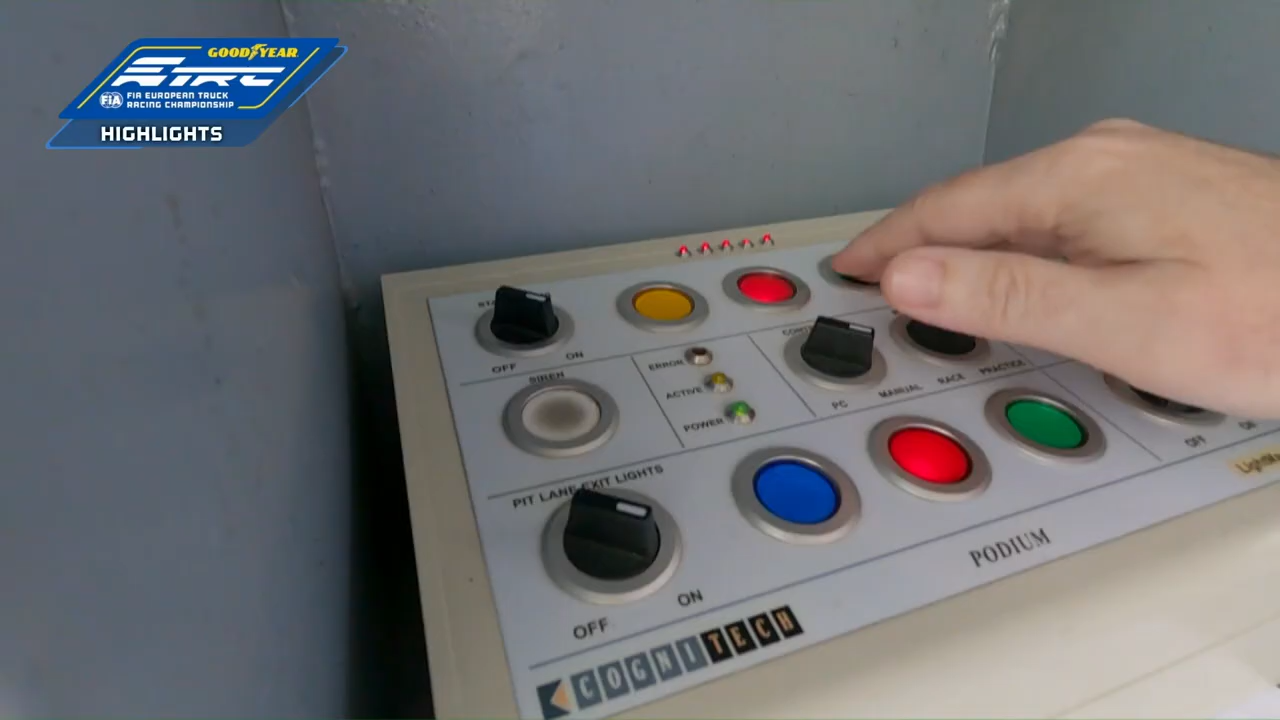 GOODYEAR
ETRC
FIA FIA EUROPEAN TRUCK
RACING CHAMPIONSHIP
HIGHLIGHTS
OFF
ON
SIREN
ERROR
ACTIVE
POWER
PC
MANUAL
RACE
PRACTICE
OFF
PIT LANE EXIT LIGHTS
OFF
ON
PODIUM
COGNITECH